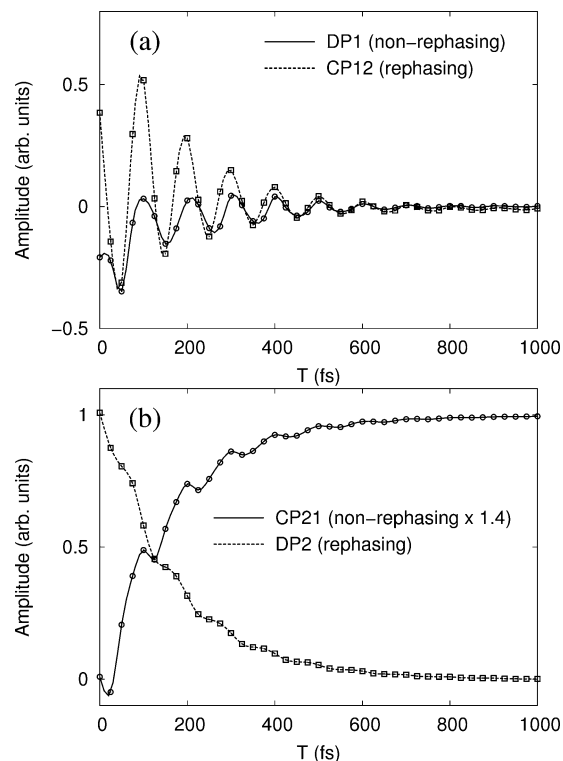 (a)
DP1 (non−rephasing)
CP12 (rephasing)
Amplitude (arb. units)
0.5
0
−0.5
0 200 400 600 800 1000
T (fs)
(b)
CP21 (non−rephasing x 1.4)
DP2 (rephasing)
Amplitude (arb. units)
1
0.5
0
0 200 400 600 800 1000
T (fs)